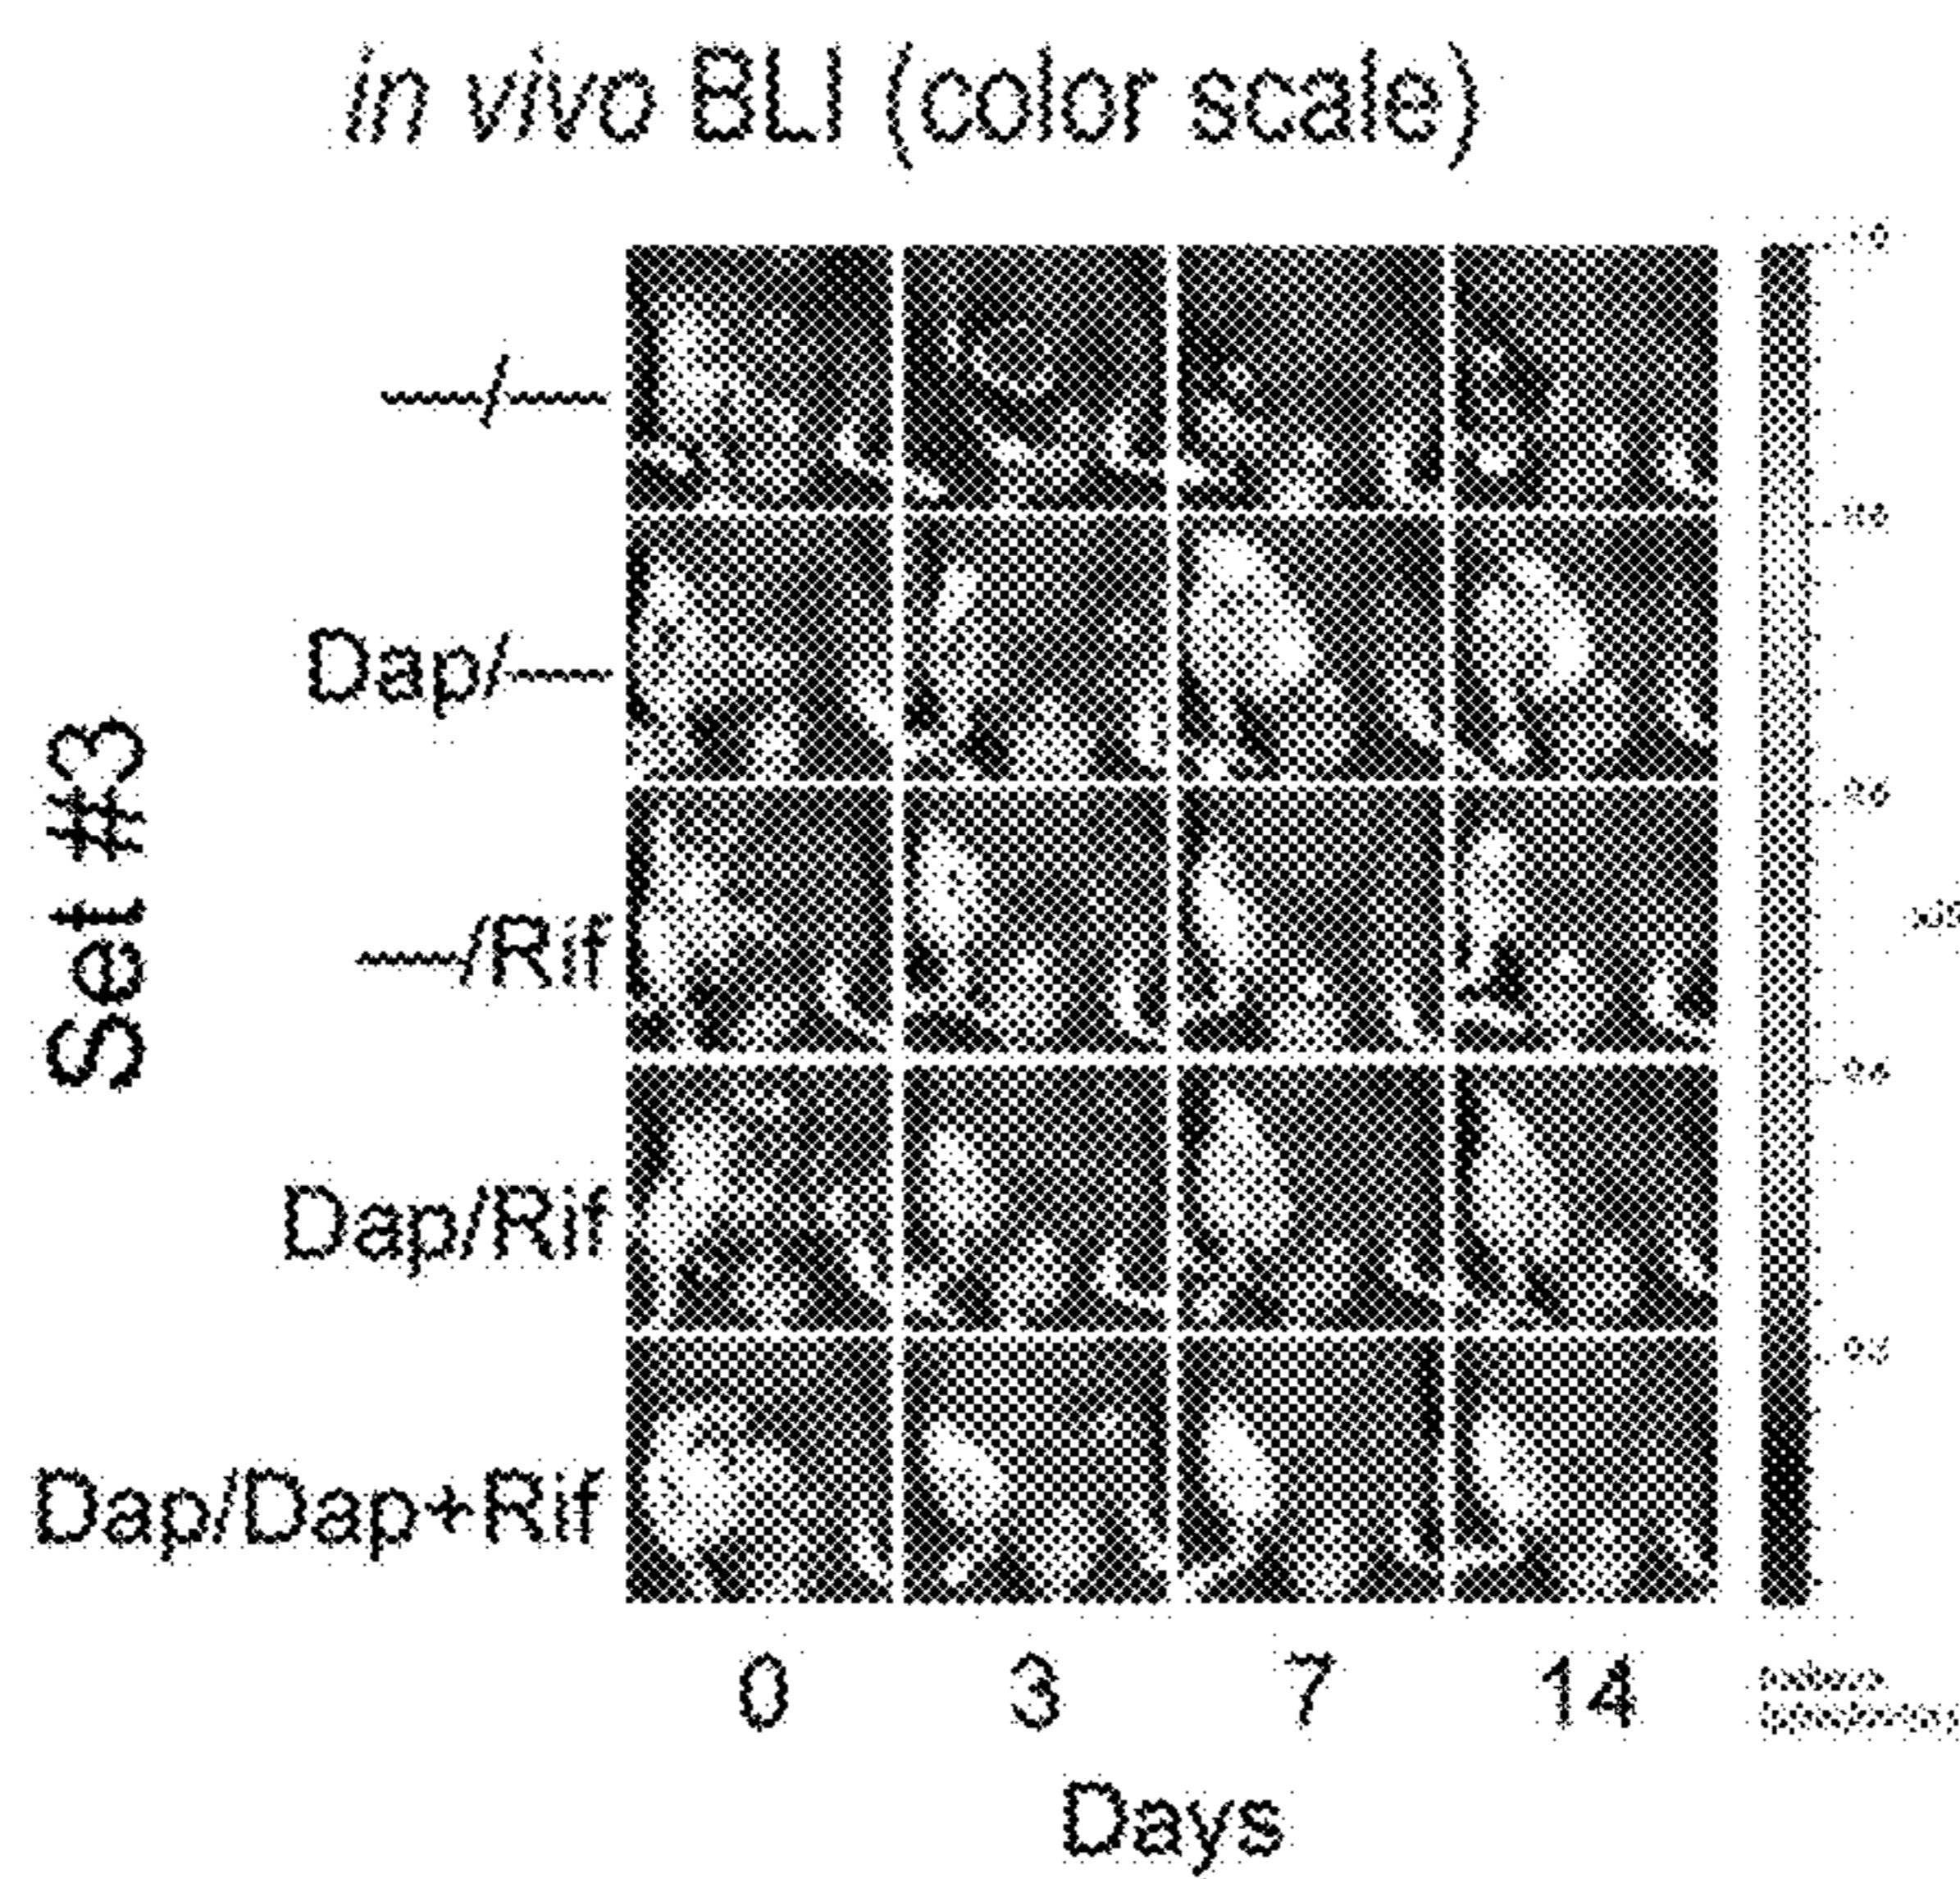 in vivo BLI (color scale)
Set #3
—/—
Dap/—
—/Rif
Dap/Rif
Dap/Dap+Rif
0 3 7 14
Days